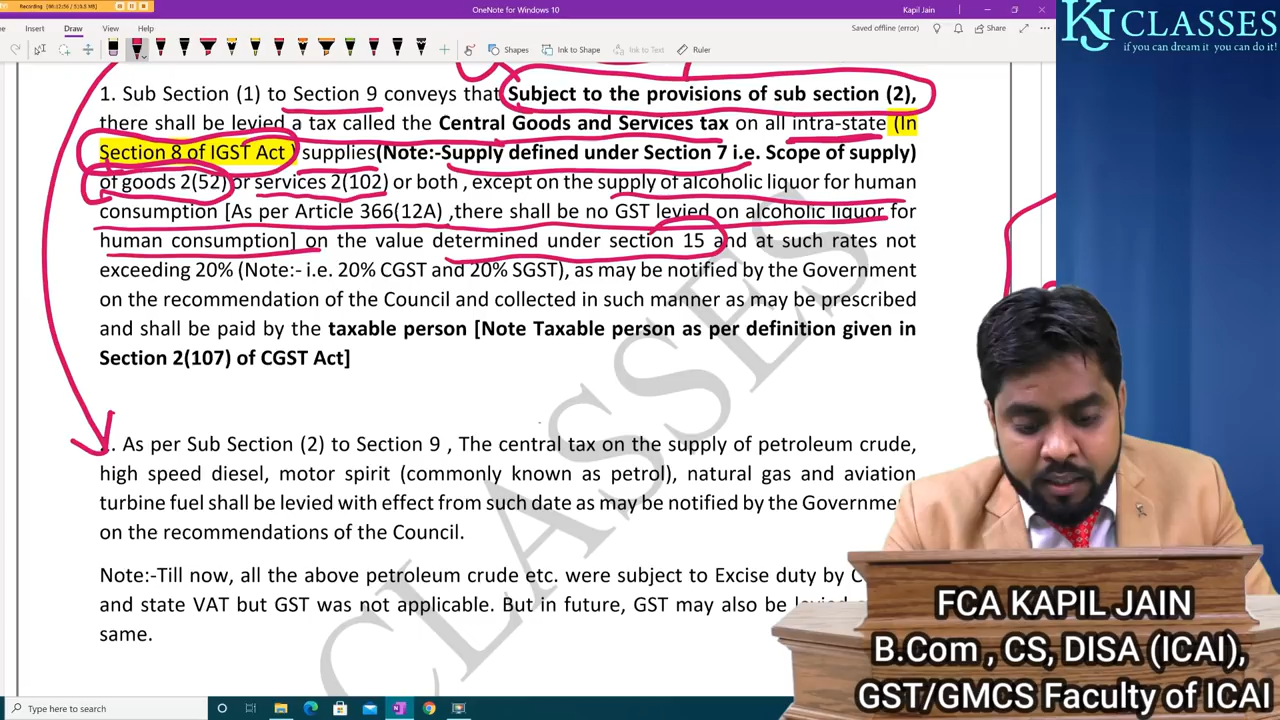 Recording
OneNote for Windows 10
Kapil Jain
Insert Draw View Help
Saved offline (error)
Share
Shapes Ink to Shape Ink to Text Ruler
KJ CLASSES
if you can dream it you can do it!
1. Sub Section (1) to Section 9 conveys that Subject to the provisions of sub section (2),
there shall be levied a tax called the Central Goods and Services tax on all intra-state (In
Section 8 of IGST Act ) supplies(Note:-Supply defined under Section 7 i.e. Scope of supply)
of goods 2(52) or services 2(102) or both , except on the supply of alcoholic liquor for human
consumption [As per Article 366(12A) ,there shall be no GST levied on alcoholic liquor for
human consumption] on the value determined under section 15 and at such rates not
exceeding 20% (Note:- i.e. 20% CGST and 20% SGST), as may be notified by the Government
on the recommendation of the Council and collected in such manner as may be prescribed
and shall be paid by the taxable person [Note Taxable person as per definition given in
Section 2(107) of CGST Act]
. As per Sub Section (2) to Section 9 , The central tax on the supply of petroleum crude,
high speed diesel, motor spirit (commonly known as petrol), natural gas and aviation
turbine fuel shall be levied with effect from such date as may be notified by the Governmen
on the recommendations of the Council.
Note:-Till now, all the above petroleum crude etc. were subject to Excise duty by C
and state VAT but GST was not applicable. But in future, GST may also be levied
same.
CLASSES
FCA KAPIL JAIN
B.Com , CS, DISA (ICAI),
GST/GMCS Faculty of ICAI
Type here to search